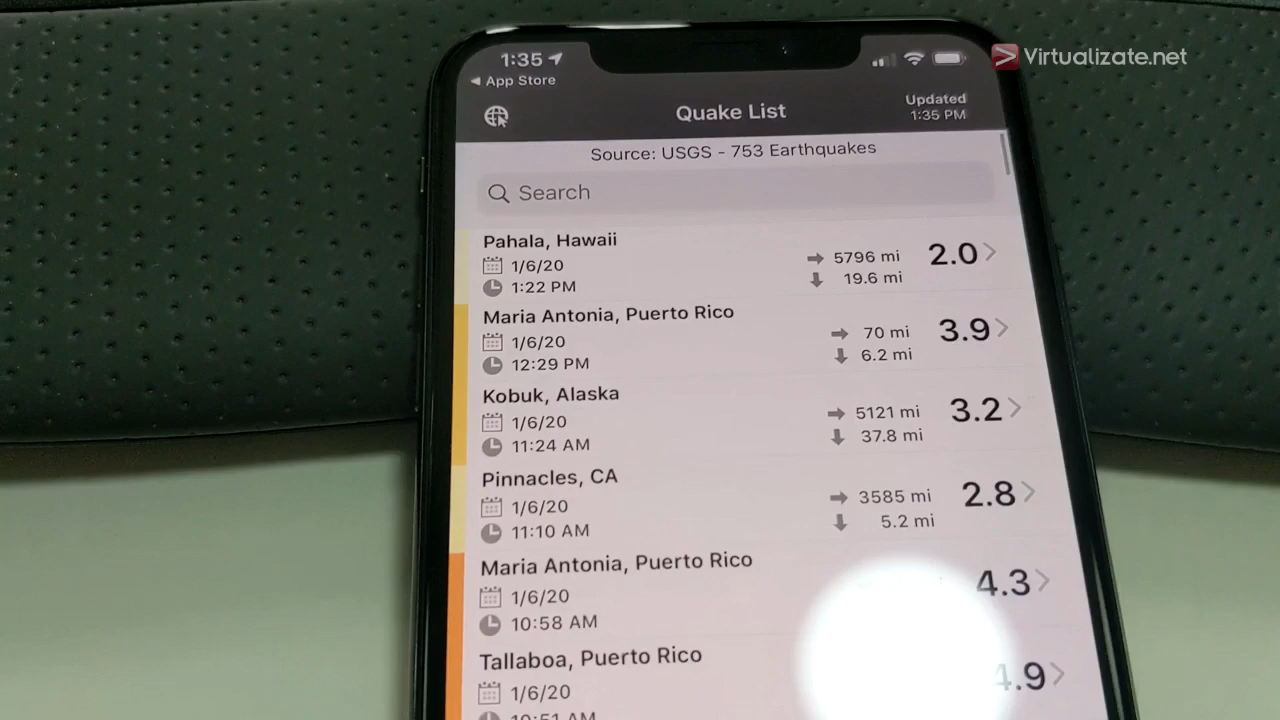 Virtualizate.net
1:35
App Store
Quake List
Updated
1:35 PM
Source: USGS - 753 Earthquakes
Search
Pahala, Hawaii
1/6/20
1:22 PM
5796 mi
19.6 mi
2.0
Maria Antonia, Puerto Rico
1/6/20
12:29 PM
70 mi
6.2 mi
3.9
Kobuk, Alaska
1/6/20
11:24 AM
5121 mi
37.8 mi
3.2
Pinnacles, CA
1/6/20
11:10 AM
3585 mi
5.2 mi
2.8
Maria Antonia, Puerto Rico
1/6/20
10:58 AM
4.3
Tallaboa, Puerto Rico
1/6/20
10:51 AM
4.9